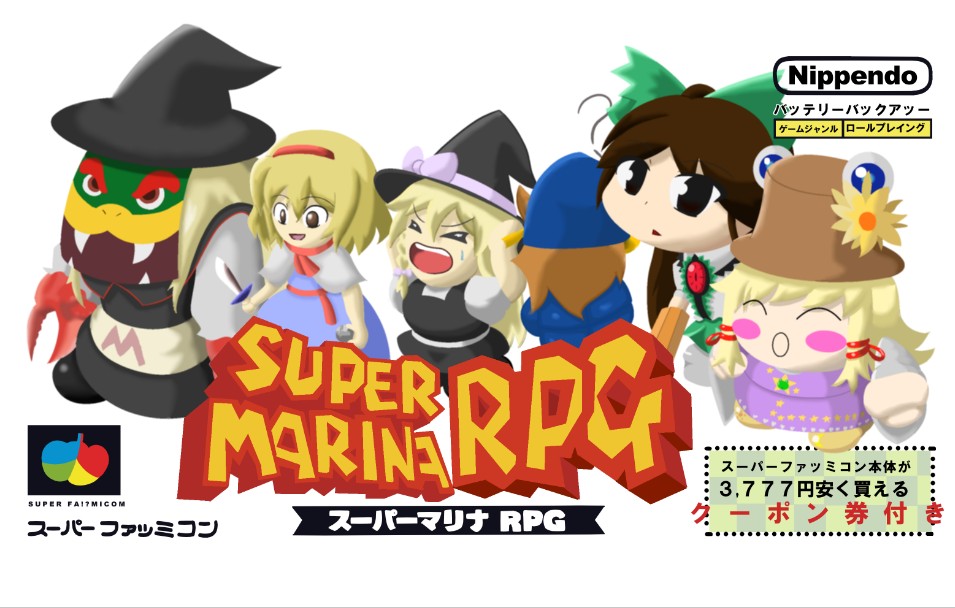 Nippendo
バッテリーバックアッー
ゲームジャンル ロールプレイング
M
SUPER
MARINA
RPG
スーパーマリナ RPG
SUPER FA!?MICOM
スーパーファッミコン
スーパーファッミコン本体が
3,777円安く買える
クーポン券付き